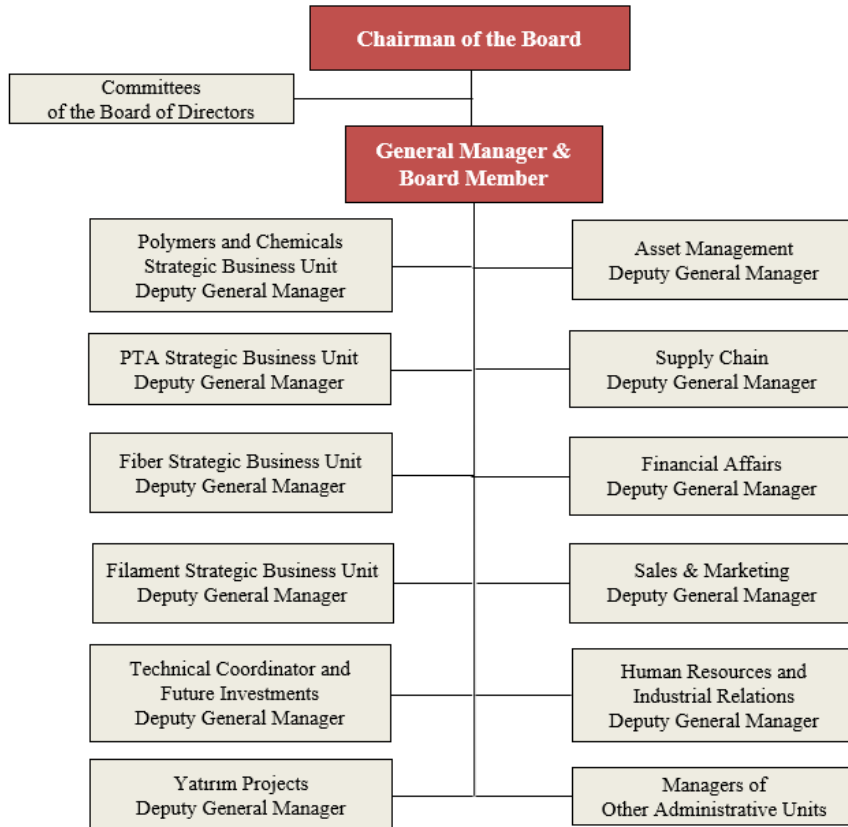 Chairman of the Board
Committees
of the Board of Directors
General Manager &
Board Member
Polymers and Chemicals
Strategic Business Unit
Deputy General Manager
Asset Management
Deputy General Manager
PTA Strategic Business Unit
Deputy General Manager
Supply Chain
Deputy General Manager
Fiber Strategic Business Unit
Deputy General Manager
Financial Affairs
Deputy General Manager
Filament Strategic Business Unit
Deputy General Manager
Sales & Marketing
Deputy General Manager
Technical Coordinator and
Future Investments
Deputy General Manager
Human Resources and
Industrial Relations
Deputy General Manager
Yatırım Projects
Deputy General Manager
Managers of
Other Administrative Units